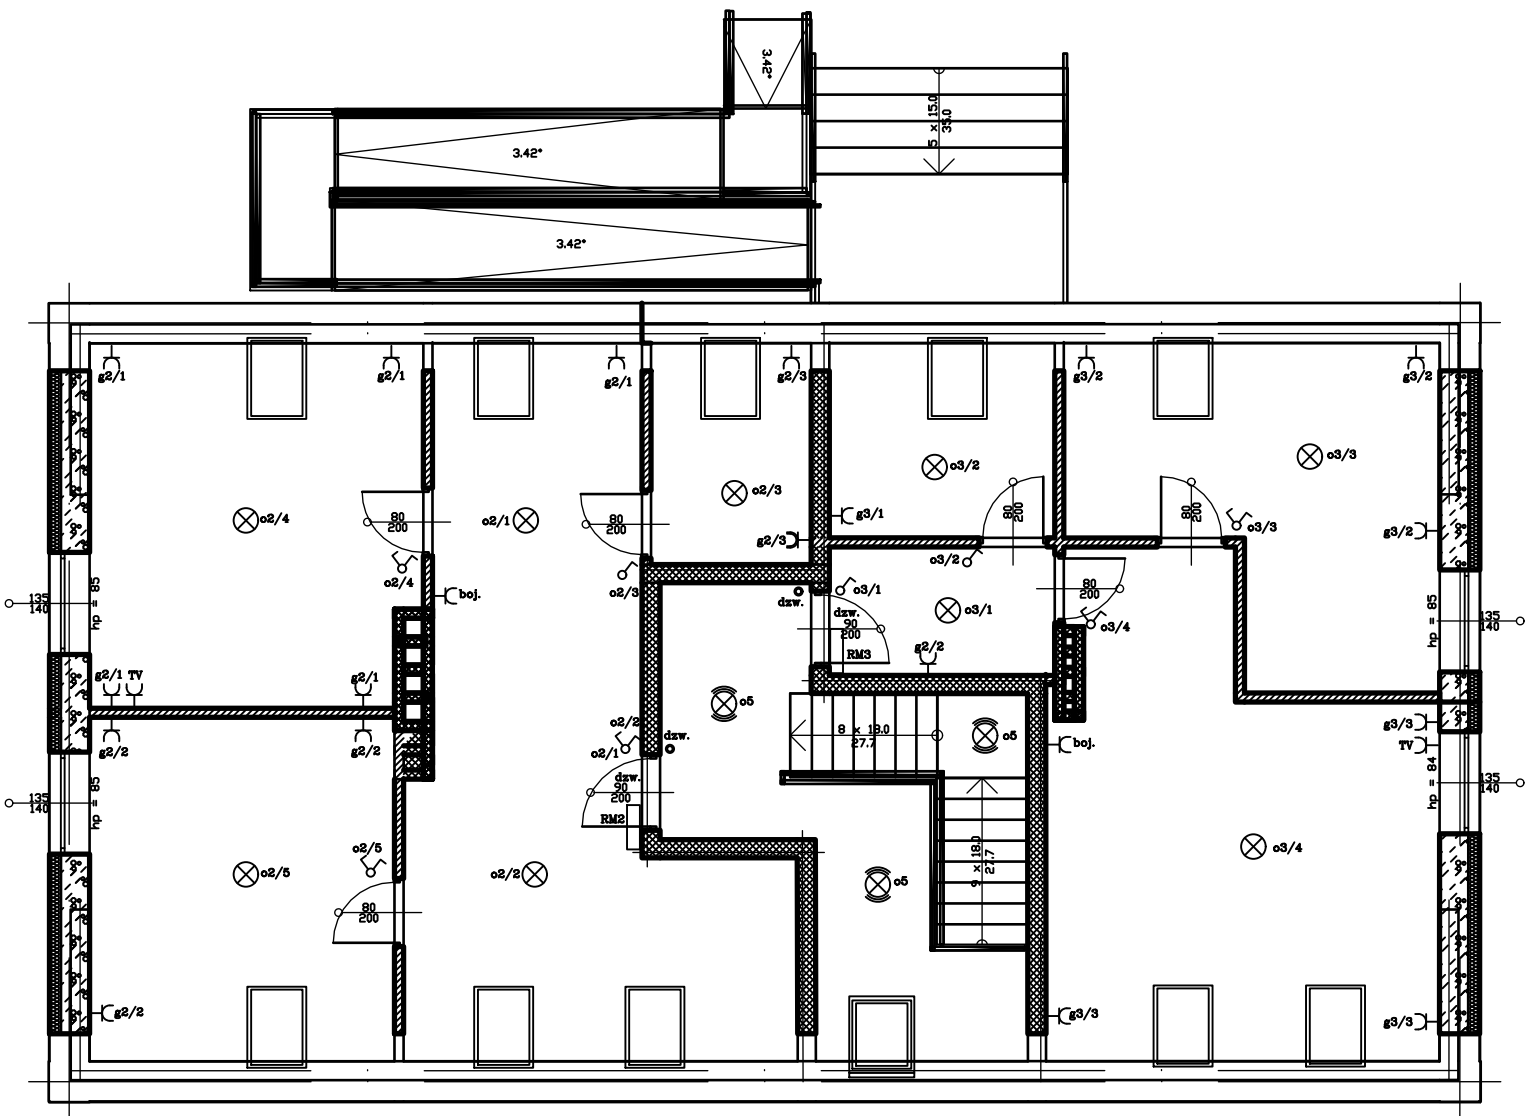 3.42°
5 × 15.0
35.0
3.42°
3.42°
g2/1
g2/1
g2/1
g2/3
g3/2
g3/2
o3/3
o3/2
o2/3
o2/4
o2/1
80
200
80
200
g3/1
80
200
80
200
o3/3
g3/2
g2/3
o3/2
o2/4
o2/3
boj.
dzw.
o3/1
dzw.
90
200
o3/1
80
200
o3/4
135
140
hp = 85
hp = 85
135
140
g2/2
RM3
g2/1
TV
g2/1
o5
o2/2
g2/2
g2/2
o2/1
dzw.
8 × 18.0
27.7
o5
boj.
g3/3
TV
135
140
hp = 85
dzw.
90
200
RM2
hp = 84
135
140
o2/5
9 × 18.0
27.7
o3/4
o2/5
o2/2
o5
80
200
g2/2
g3/3
g3/3